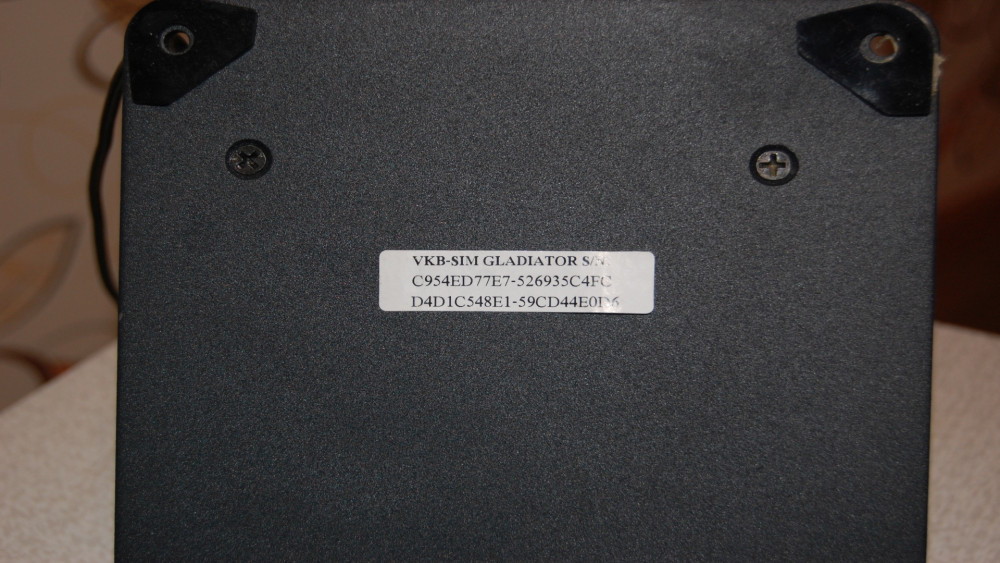 VKB-SIM GLADIATOR S/N:
C954ED77E7-526935C4FC
D4D1C548E1-59CD44E0D6